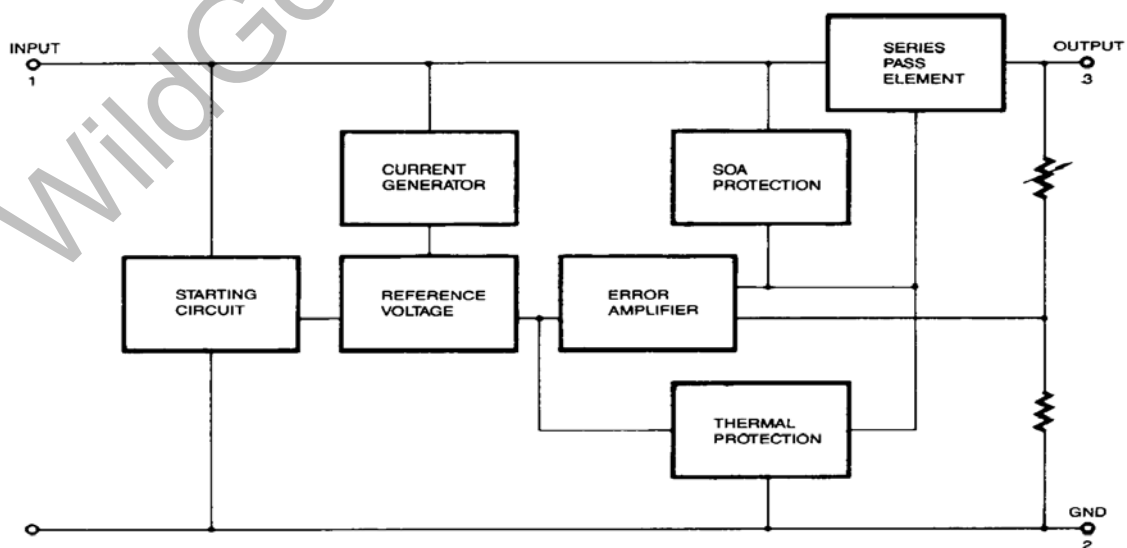 WildG
INPUT
1
SERIES
PASS
ELEMENT
OUTPUT
3
CURRENT
GENERATOR
SOA
PROTECTION
STARTING
CIRCUIT
REFERENCE
VOLTAGE
ERROR
AMPLIFIER
THERMAL
PROTECTION
GND
2